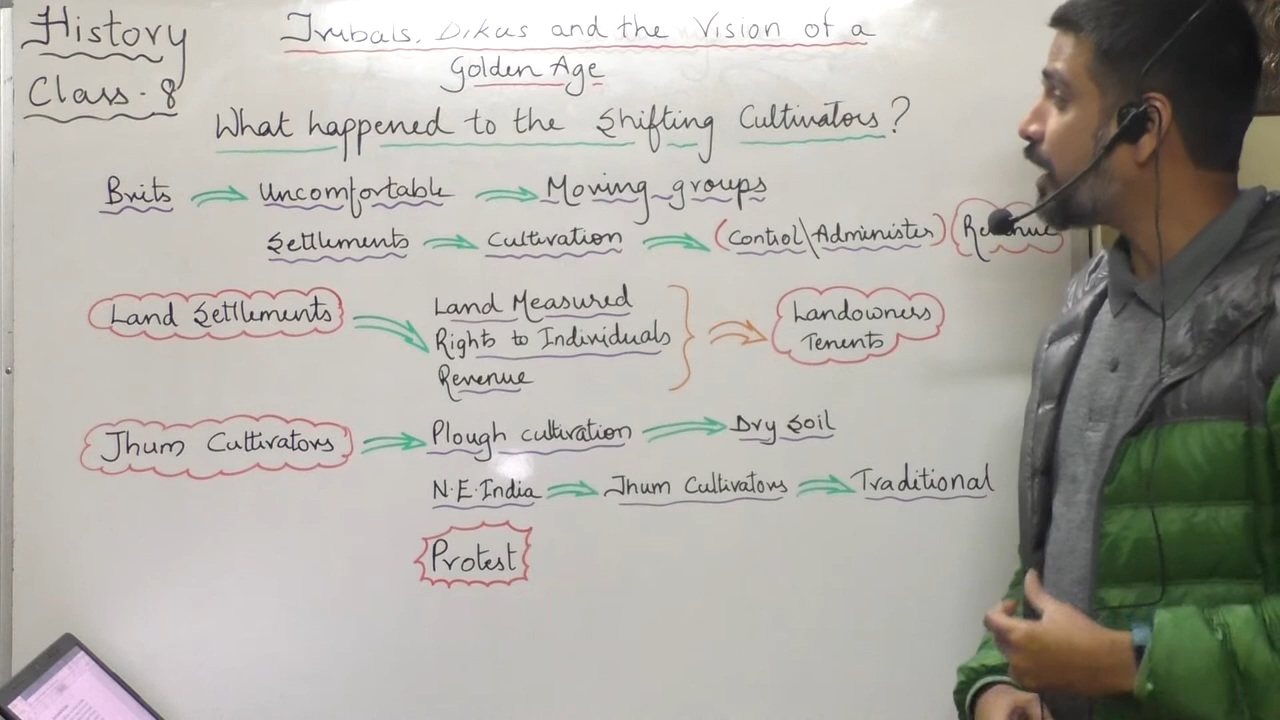 History
Class. 8
Trubals, Dikus and the Vision of a
Golden Age
What happened to the Shifting Cultivators?
Brits Uncomfortable Moving groups
Settlements Cultivation (Control\Administer) Revenue
Land Settlements
Land Measured
Rights to Individuals
Revenue
Landowners
Tenents
Jhum Cultivators Plough cultivation Dry Soil
N.E. India Jhum Cultivators Traditional
Protest